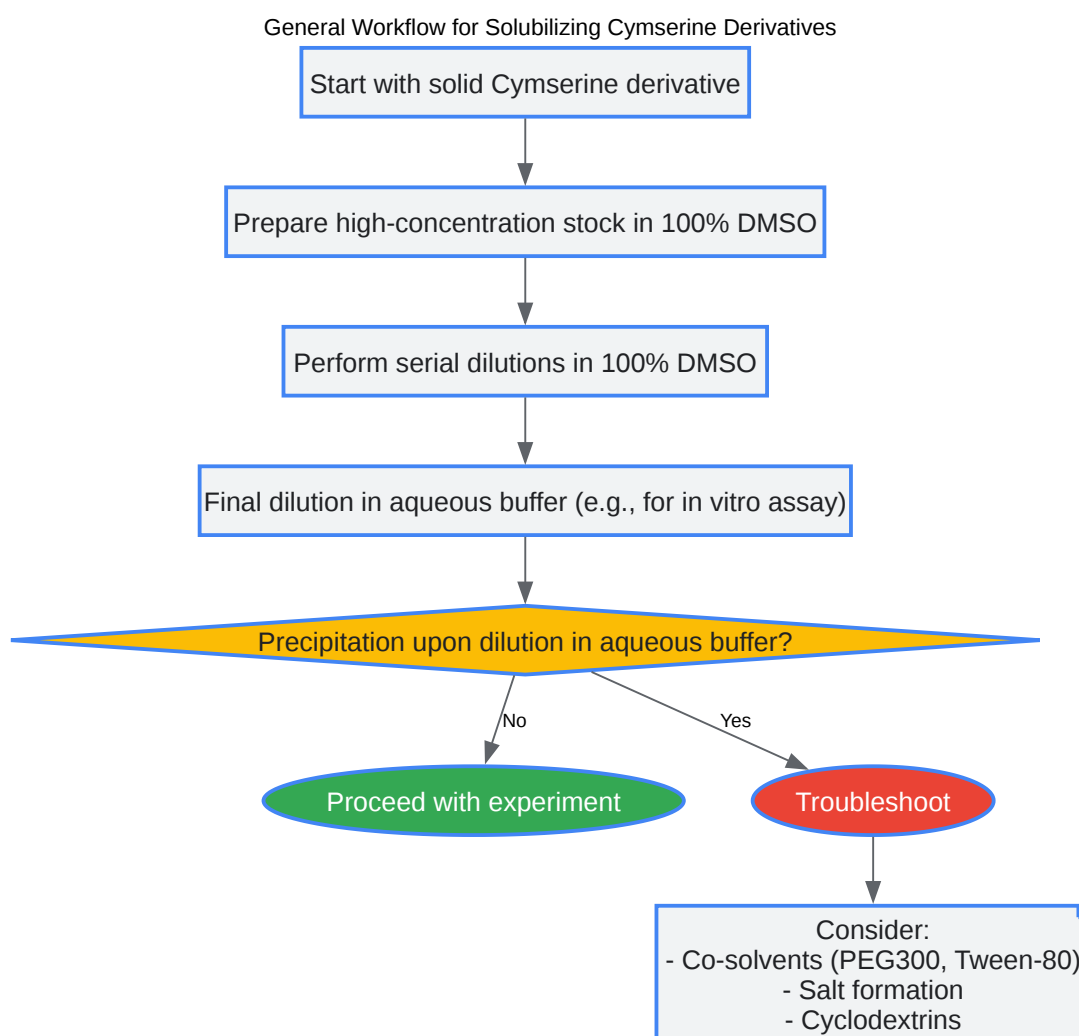 General Workflow for Solubilizing Cymserine Derivatives
Start with solid Cymserine derivative
Prepare high-concentration stock in 100% DMSO
Perform serial dilutions in 100% DMSO
Final dilution in aqueous buffer (e.g., for in vitro assay)
Precipitation upon dilution in aqueous buffer?
No
Yes
Proceed with experiment
Troubleshoot
Consider:
- Co-solvents (PEG300, Tween-80)
- Salt formation
- Cyclodextrins